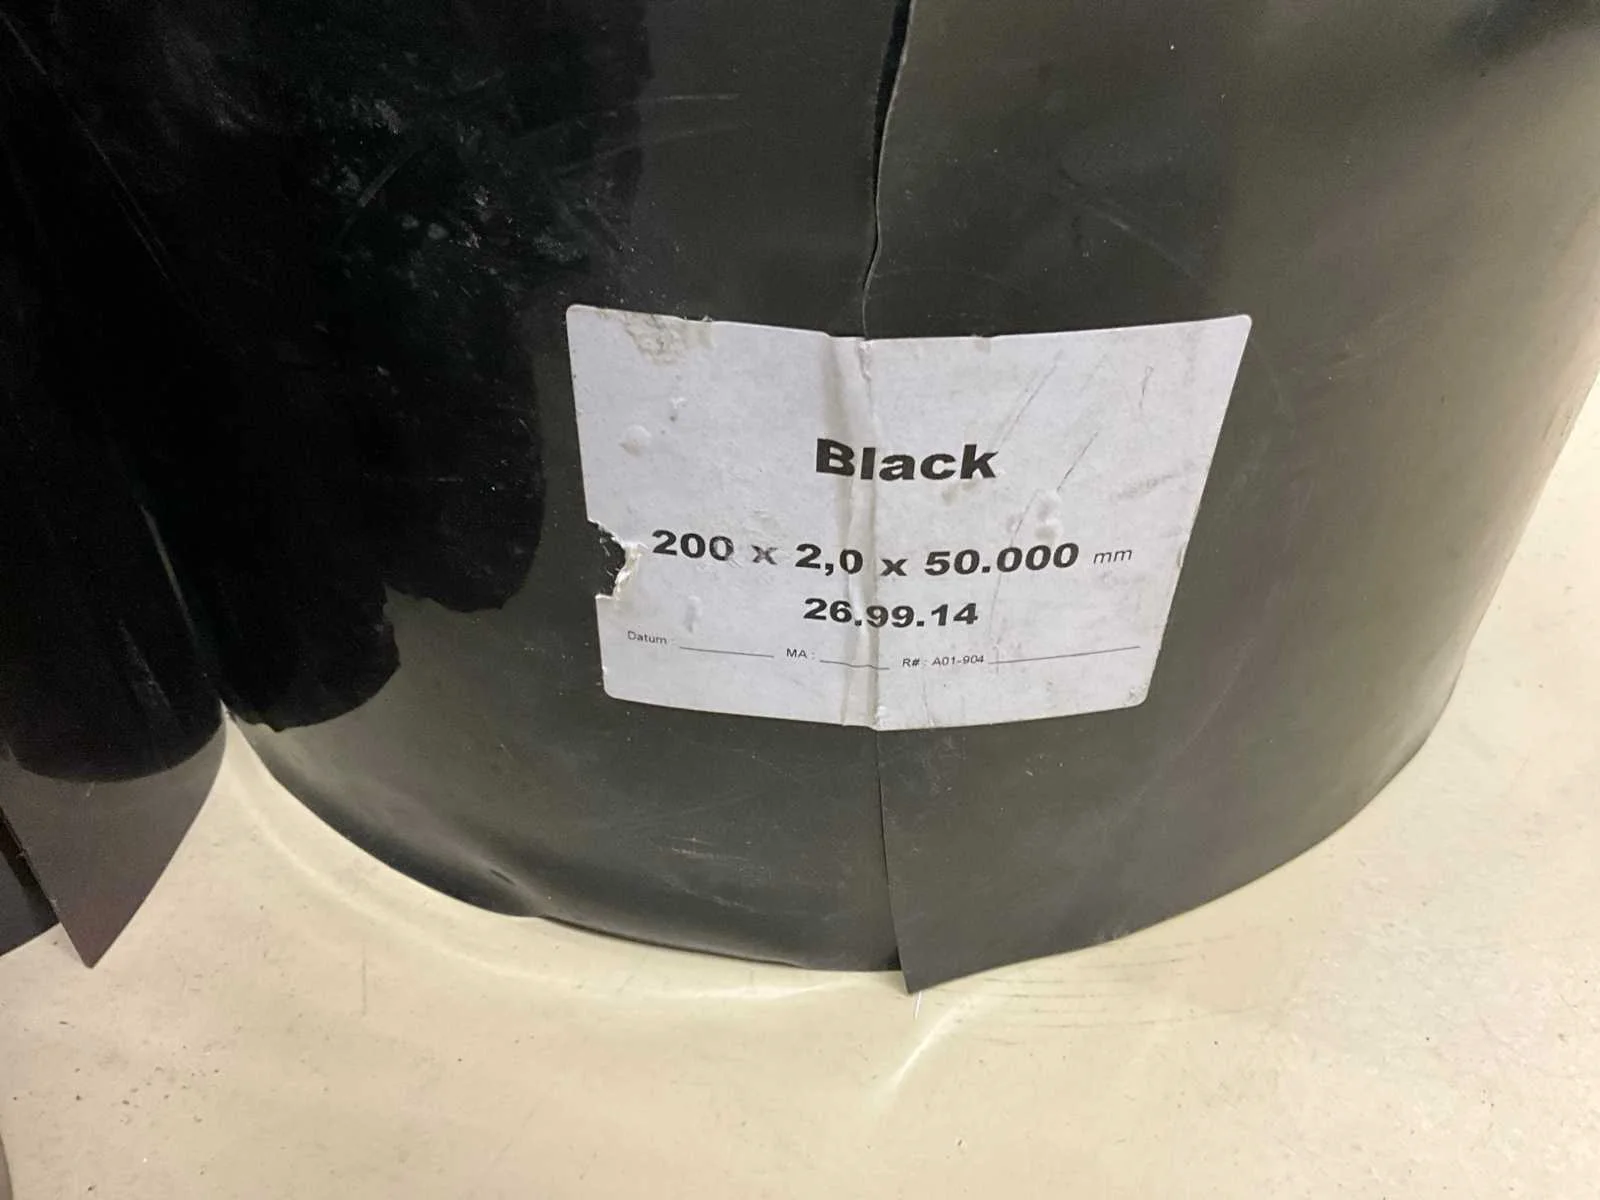 Black
200 x 2,0 x 50.000 mm
26.99.14
Datum : MA : R# : A01-904